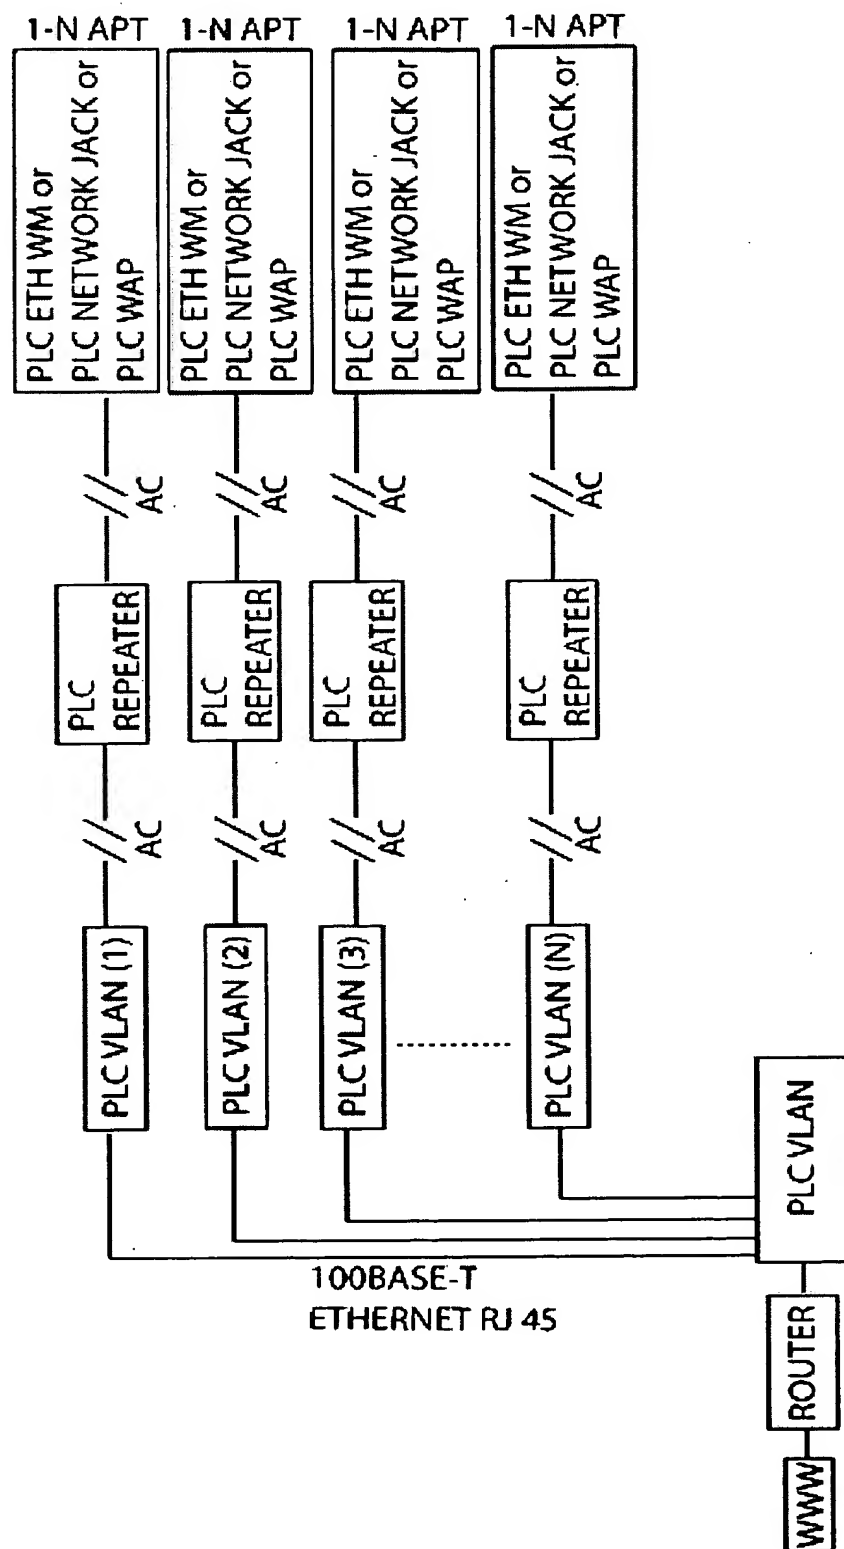 1-N APT
1-N APT
1-N APT
1-N APT
PLC ETH WM or
PLC NETWORK JACK or
PLC WAP
PLC ETH WM or
PLC NETWORK JACK or
PLC WAP
PLC ETH WM or
PLC NETWORK JACK or
PLC WAP
PLC ETH WM or
PLC NETWORK JACK or
PLC WAP
AC
AC
AC
AC
PLC
REPEATER
PLC
REPEATER
PLC
REPEATER
PLC
REPEATER
AC
AC
AC
AC
PLC VLAN (1)
PLC VLAN (2)
PLC VLAN (3)
PLC VLAN (N)
PLC VLAN
100BASE-T
ETHERNET RJ 45
ROUTER
WWW